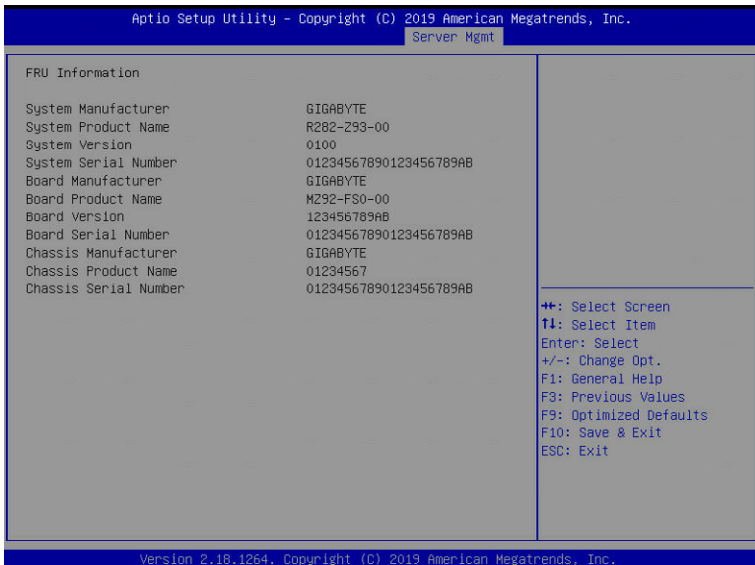 Aptio Setup Utility – Copyright (C) 2019 American Megatrends, Inc.
Server Mgmt
FRU Information
System Manufacturer GIGABYTE
System Product Name R282-Z93-00
System Version 0100
System Serial Number 01234567890123456789AB
Board Manufacturer GIGABYTE
Board Product Name MZ92-FS0-00
Board Version 123456789AB
Board Serial Number 01234567890123456789AB
Chassis Manufacturer GIGABYTE
Chassis Product Name 01234567
Chassis Serial Number 01234567890123456789AB
→←: Select Screen
↑↓: Select Item
Enter: Select
+/-: Change Opt.
F1: General Help
F3: Previous Values
F9: Optimized Defaults
F10: Save & Exit
ESC: Exit
Version 2.18.1264. Copyright (C) 2019 American Megatrends, Inc.